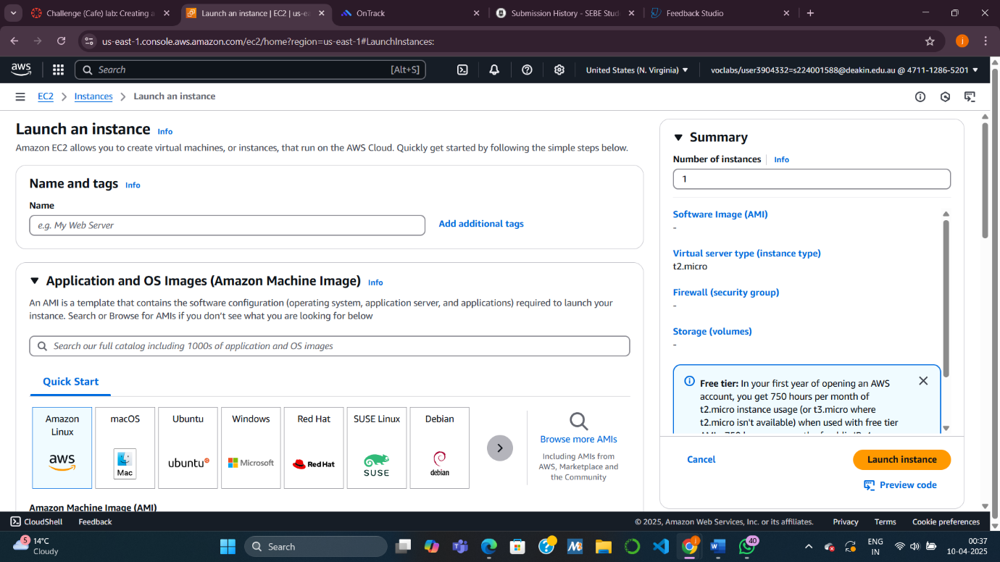 Challenge (Cafe) lab: Creating a
Launch an instance | EC2 | us-ea
OnTrack
Submission History - SEBE Stud
Feedback Studio
us-east-1.console.aws.amazon.com/ec2/home?region=us-east-1#LaunchInstances:
j
aws
Search
[Alt+S]
United States (N. Virginia)
voclabs/user3904332=s224001588@deakin.edu.au @ 4711-1286-5201
EC2
Instances
Launch an instance
Launch an instance Info
Amazon EC2 allows you to create virtual machines, or instances, that run on the AWS Cloud. Quickly get started by following the simple steps below.
Name and tags Info
Name
e.g. My Web Server
Add additional tags
Application and OS Images (Amazon Machine Image) Info
An AMI is a template that contains the software configuration (operating system, application server, and applications) required to launch your
instance. Search or Browse for AMIs if you don't see what you are looking for below
Search our full catalog including 1000s of application and OS images
Quick Start
Amazon
Linux
aws
macOS
Mac
Ubuntu
ubuntu
Windows
Microsoft
Red Hat
Red Hat
SUSE Linux
SUSE
Debian
debian
Browse more AMIs
Including AMIs from
AWS, Marketplace and
the Community
Amazon Machine Image (AMI)
Summary
Number of instances Info
1
Software Image (AMI)
-
Virtual server type (instance type)
t2.micro
Firewall (security group)
-
Storage (volumes)
-
Free tier: In your first year of opening an AWS
account, you get 750 hours per month of
t2.micro instance usage (or t3.micro where
t2.micro isn't available) when used with free tier
Cancel
Launch instance
Preview code
CloudShell
Feedback
© 2025, Amazon Web Services, Inc. or its affiliates.
Privacy
Terms
Cookie preferences
5
14°C
Cloudy
Search
40
ENG
IN
00:37
10-04-2025